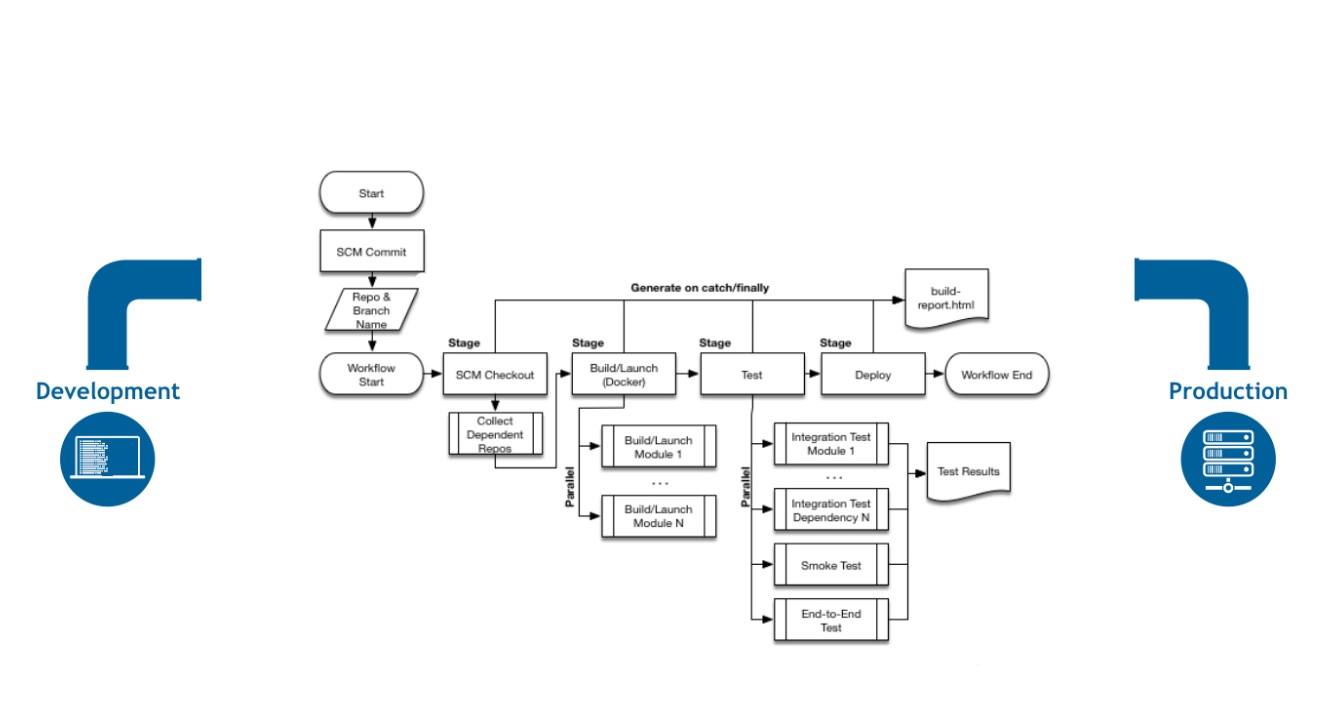 Start
SCM Commit
Repo &
Branch
Name
Workflow
Start
Generate on catch/finally
build-
report.html
Stage
SCM Checkout
Stage
Build/Launch
(Docker)
Stage
Test
Stage
Deploy
Workflow End
Collect
Dependent
Repos
Parallel
Build/Launch
Module 1
...
Build/Launch
Module N
Parallel
Integration Test
Module 1
...
Integration Test
Dependency N
Smoke Test
End-to-End
Test
Test Results
Development
Production